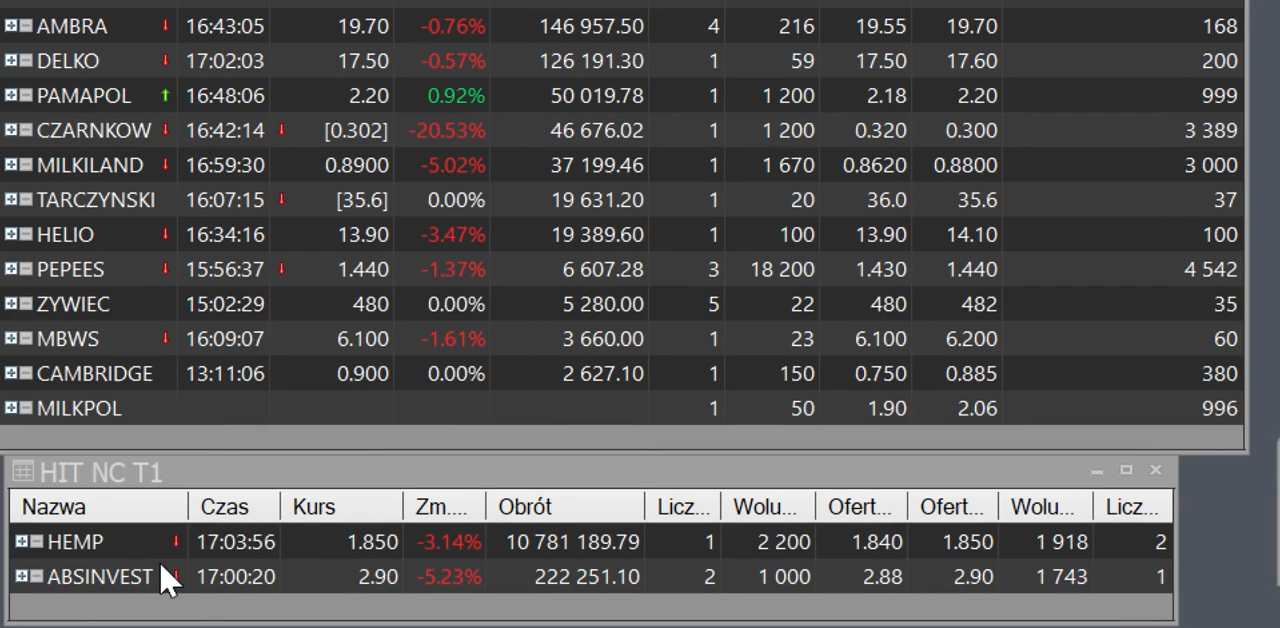 AMBRA 16:43:05 19.70 -0.76% 146 957.50 4 216 19.55 19.70 168
DELKO 17:02:03 17.50 -0.57% 126 191.30 1 59 17.50 17.60 200
PAMAPOL 16:48:06 2.20 0.92% 50 019.78 1 1 200 2.18 2.20 999
CZARNKOW 16:42:14 [0.302] -20.53% 46 676.02 1 1 200 0.320 0.300 3 389
MILKILAND 16:59:30 0.8900 -5.02% 37 199.46 1 1 670 0.8620 0.8800 3 000
TARCZYNSKI 16:07:15 [35.6] 0.00% 19 631.20 1 20 36.0 35.6 37
HELIO 16:34:16 13.90 -3.47% 19 389.60 1 100 13.90 14.10 100
PEPEES 15:56:37 1.440 -1.37% 6 607.28 3 18 200 1.430 1.440 4 542
ZYWIEC 15:02:29 480 0.00% 5 280.00 5 22 480 482 35
MBWS 16:09:07 6.100 -1.61% 3 660.00 1 23 6.100 6.200 60
CAMBRIDGE 13:11:06 0.900 0.00% 2 627.10 1 150 0.750 0.885 380
MILKPOL 1 50 1.90 2.06 996
HIT NC T1
Nazwa Czas Kurs Zm.... Obrót Licz... Wolu... Ofert... Ofert... Wolu... Licz...
HEMP 17:03:56 1.850 -3.14% 10 781 189.79 1 2 200 1.840 1.850 1 918 2
ABSINVEST 17:00:20 2.90 -5.23% 222 251.10 2 1 000 2.88 2.90 1 743 1